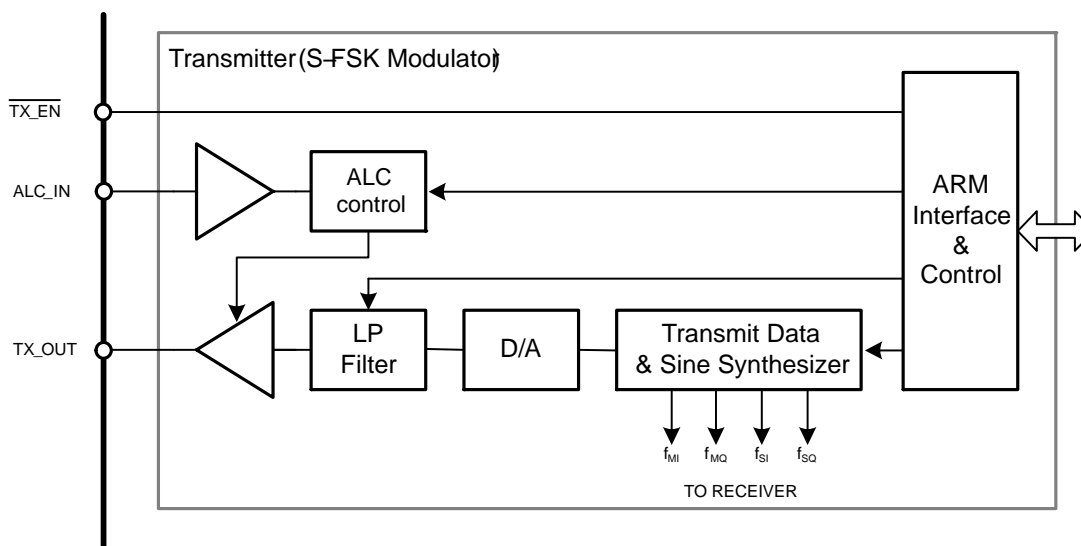 Transmitter (S-FSK Modulator)
TX_EN
ALC_IN
ALC
control
ARM
Interface
&
Control
TX_OUT
LP
Filter
D/A
Transmit Data
& Sine Synthesizer
fMI fMQ fSI fSQ
TO RECEIVER